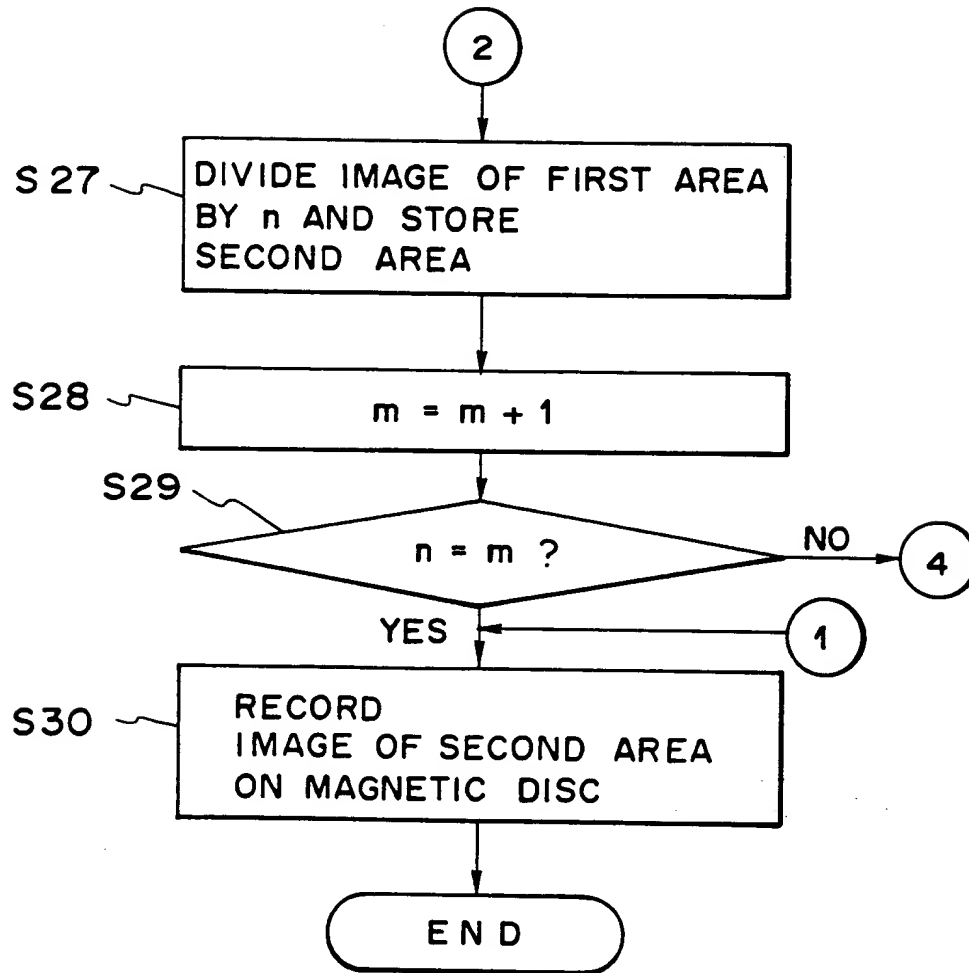 2
S27
DIVIDE IMAGE OF FIRST AREA
BY n AND STORE
SECOND AREA
S28
m = m + 1
S29
n = m ?
NO
4
YES
1
S30
RECORD
IMAGE OF SECOND AREA
ON MAGNETIC DISC
END